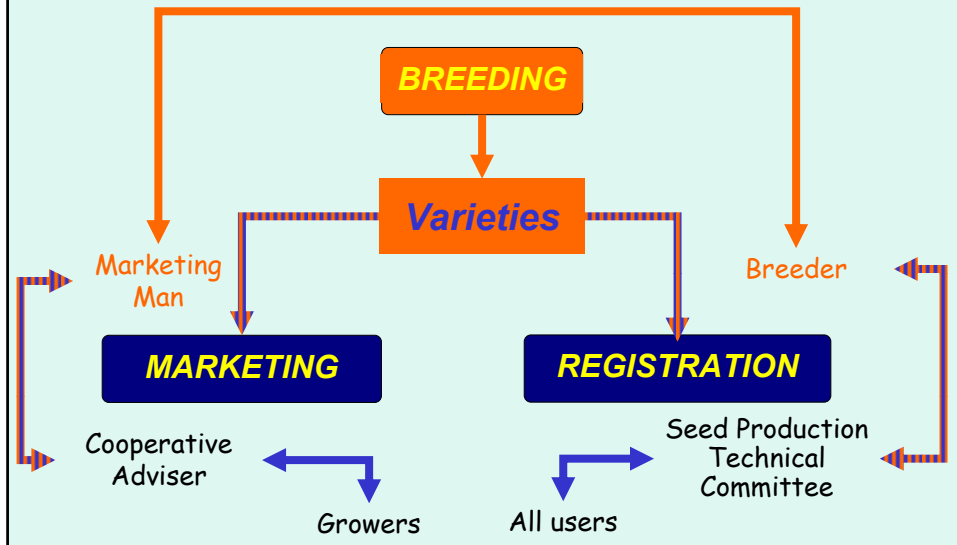 BREEDING
Varieties
Marketing
Man
Breeder
MARKETING
REGISTRATION
Cooperative
Adviser
Seed Production
Technical
Committee
Growers
All users